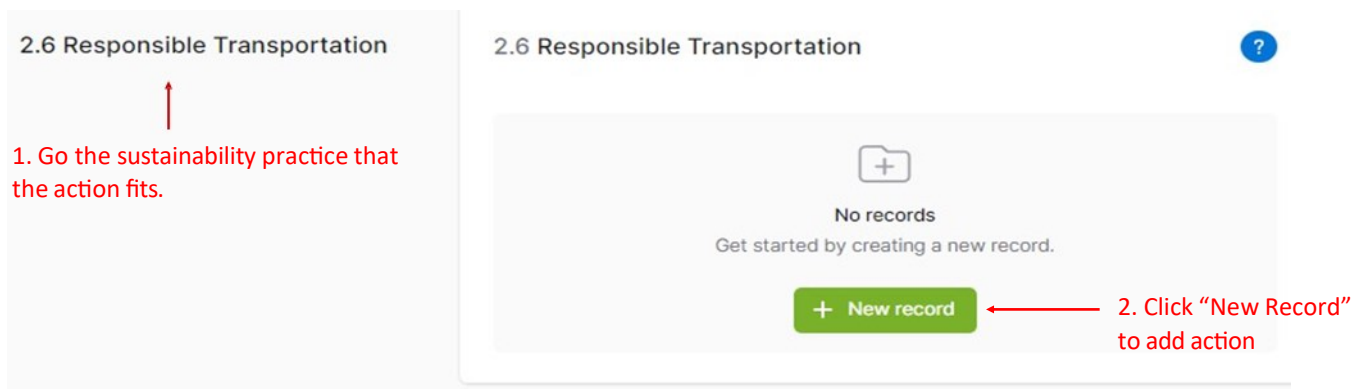 2.6 Responsible Transportation
2.6 Responsible Transportation
?
1. Go the sustainability practice that
the action fits.
No records
Get started by creating a new record.
+ New record
2. Click “New Record”
to add action